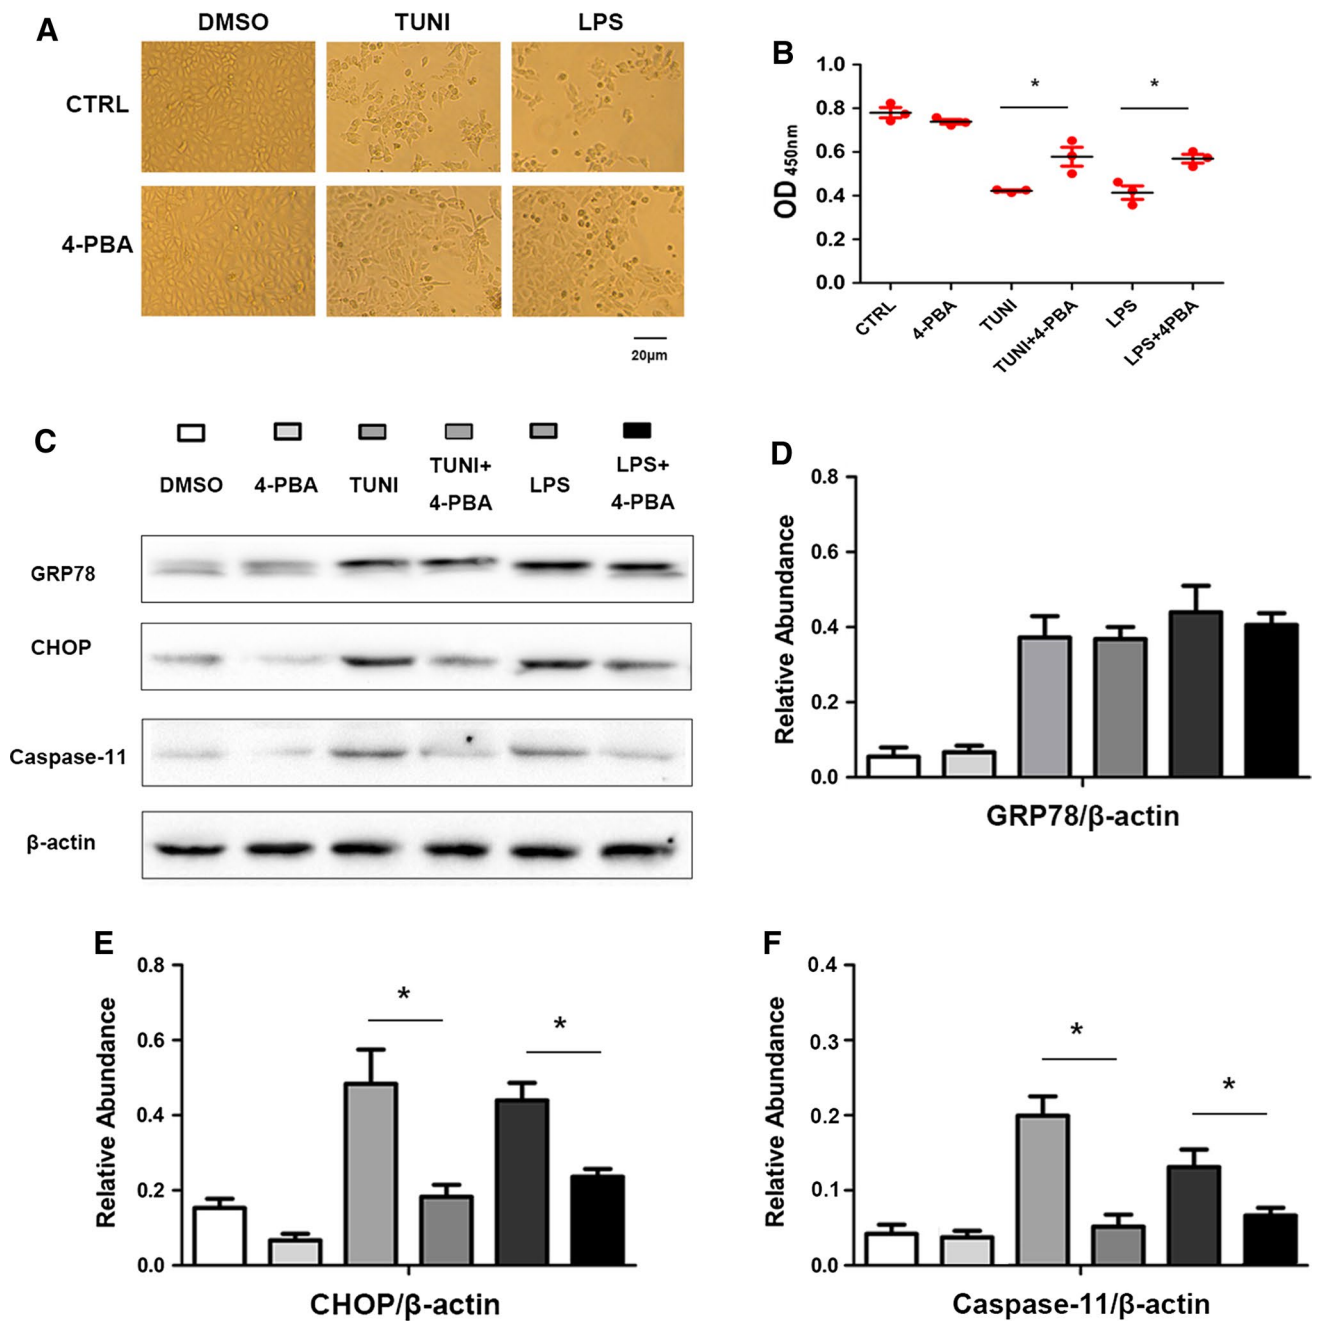 A
DMSO
TUNI
LPS
CTRL
4-PBA
20μm
B
1.0
0.8
0.6
0.4
0.2
0.0
OD450nm
*
*
CTRL
4-PBA
TUNI
TUNI+4-PBA
LPS
LPS+4PBA
C
DMSO
4-PBA
TUNI
TUNI+
4-PBA
LPS
LPS+
4-PBA
GRP78
CHOP
Caspase-11
β-actin
D
0.8
0.6
0.4
0.2
0.0
Relative Abundance
GRP78/β-actin
E
0.8
0.6
0.4
0.2
0.0
Relative Abundance
*
*
CHOP/β-actin
F
0.4
0.3
0.2
0.1
0.0
Relative Abundance
*
*
Caspase-11/β-actin